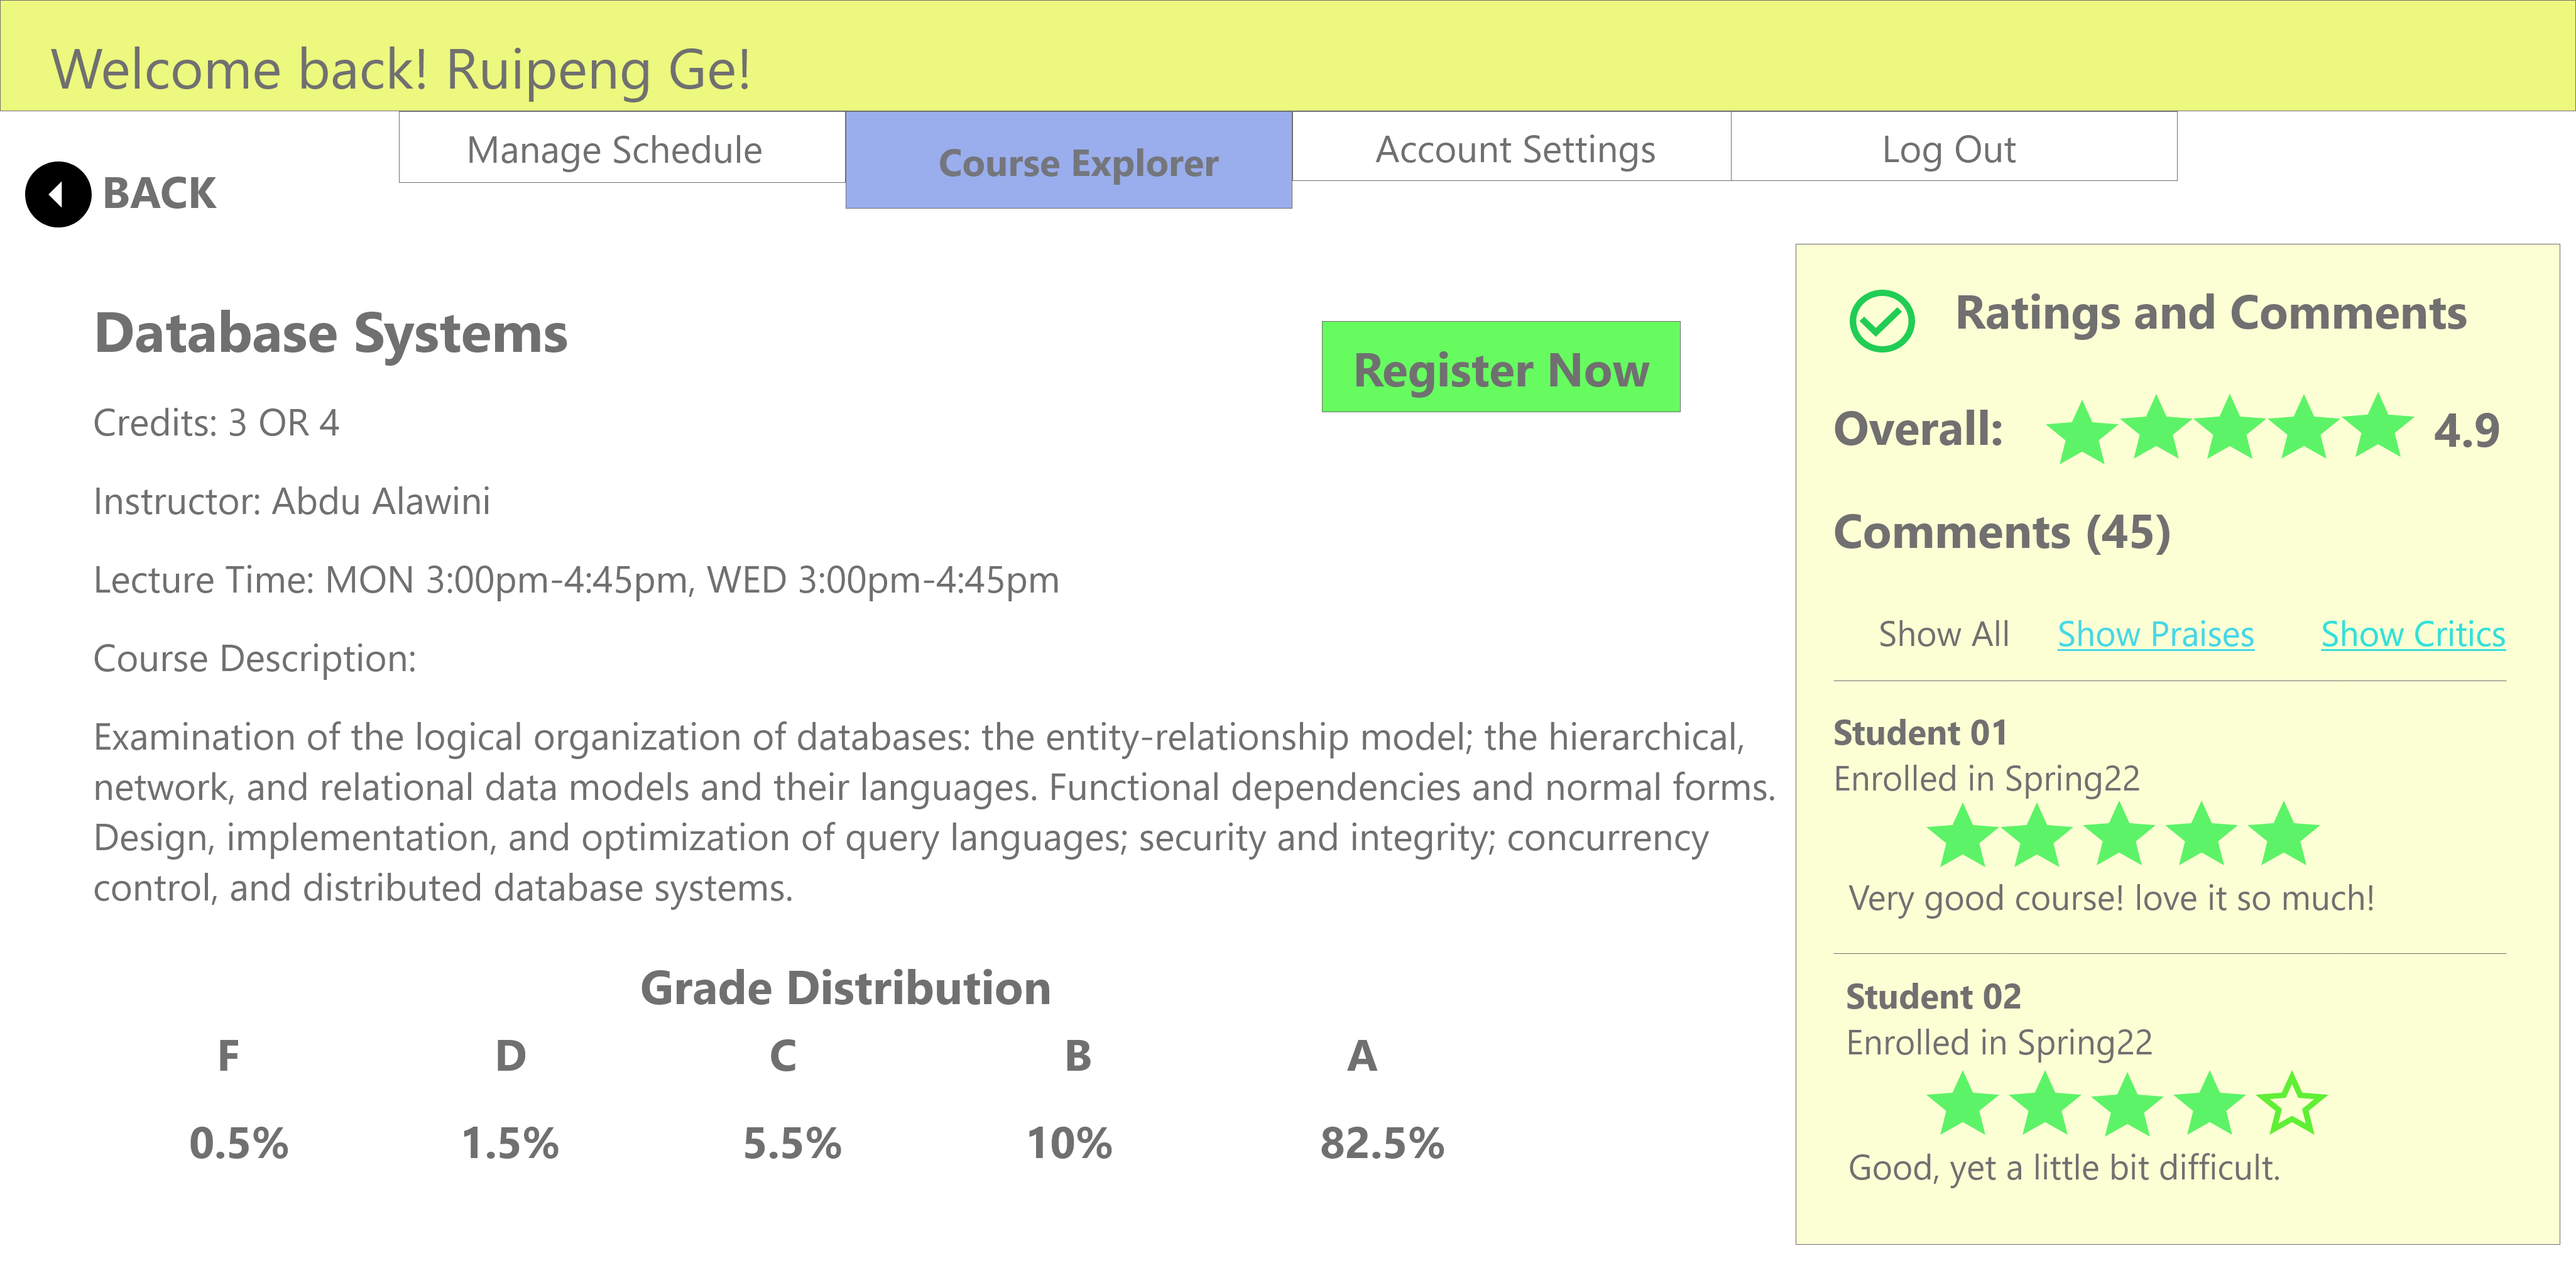 Welcome back! Ruipeng Ge!
Manage Schedule
Course Explorer
Account Settings
Log Out
BACK
Database Systems
Register Now
Credits: 3 OR 4
Instructor: Abdu Alawini
Lecture Time: MON 3:00pm-4:45pm, WED 3:00pm-4:45pm
Course Description:
Examination of the logical organization of databases: the entity-relationship model; the hierarchical,
network, and relational data models and their languages. Functional dependencies and normal forms.
Design, implementation, and optimization of query languages; security and integrity; concurrency
control, and distributed database systems.
Grade Distribution
F D C B A
0.5% 1.5% 5.5% 10% 82.5%
Ratings and Comments
Overall: 4.9
Comments (45)
Show All Show Praises Show Critics
Student 01
Enrolled in Spring22
Very good course! love it so much!
Student 02
Enrolled in Spring22
Good, yet a little bit difficult.